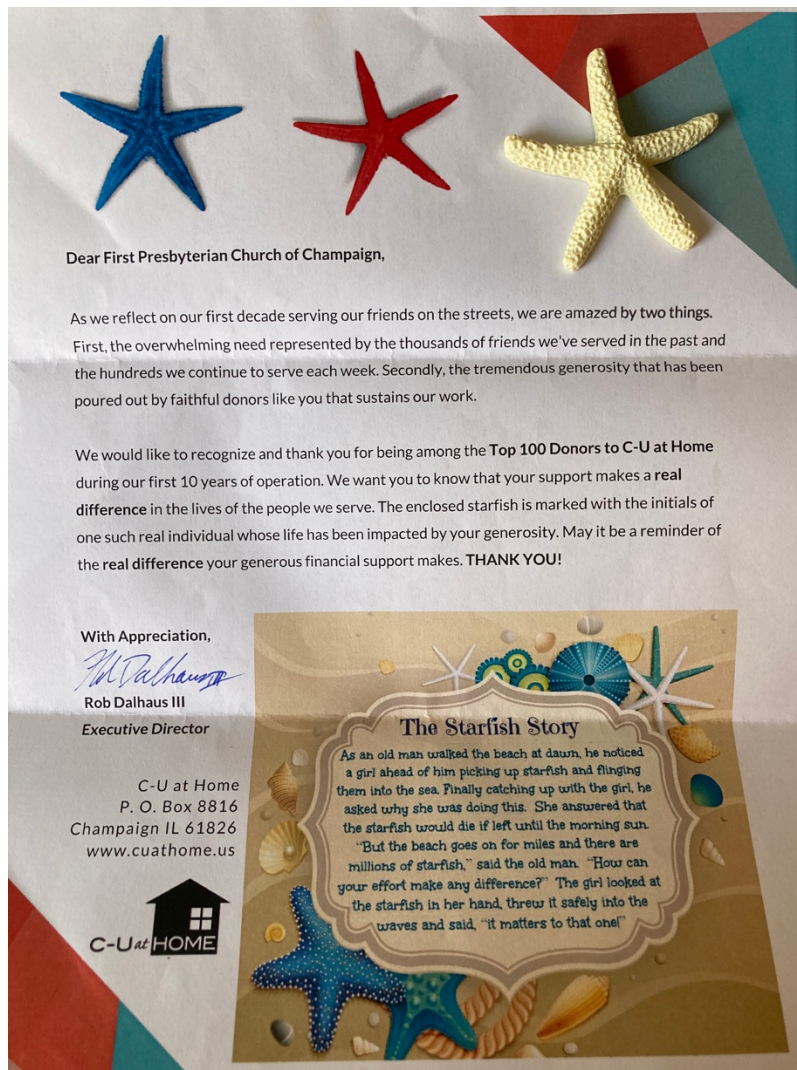 Dear First Presbyterian Church of Champaign,
As we reflect on our first decade serving our friends on the streets, we are amazed by two things.
First, the overwhelming need represented by the thousands of friends we've served in the past and
the hundreds we continue to serve each week. Secondly, the tremendous generosity that has been
poured out by faithful donors like you that sustains our work.
We would like to recognize and thank you for being among the Top 100 Donors to C-U at Home
during our first 10 years of operation. We want you to know that your support makes a real
difference in the lives of the people we serve. The enclosed starfish is marked with the initials of
one such real individual whose life has been impacted by your generosity. May it be a reminder of
the real difference your generous financial support makes. THANK YOU!
With Appreciation,
Rob Dalhaus III
Rob Dalhaus III
Executive Director
C-U at Home
P. O. Box 8816
Champaign IL 61826
www.cuathome.us
C-U at HOME
The Starfish Story
As an old man walked the beach at dawn, he noticed
a girl ahead of him picking up starfish and flinging
them into the sea. Finally catching up with the girl, he
asked why she was doing this. She answered that
the starfish would die if left until the morning sun.
"But the beach goes on for miles and there are
millions of starfish," said the old man. "How can
your effort make any difference?" The girl looked at
the starfish in her hand, threw it safely into the
waves and said, "it matters to that one!"